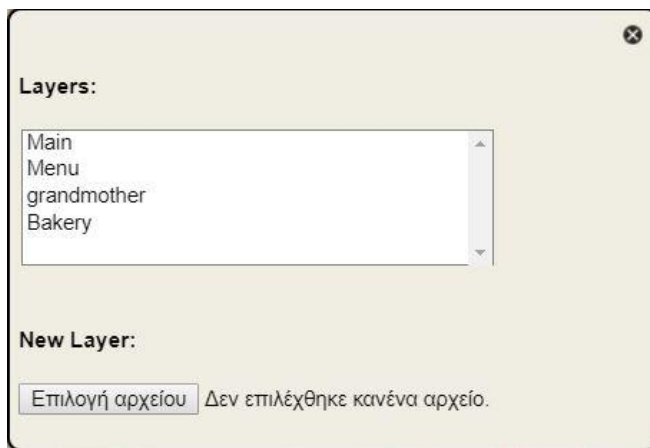 Layers:
Main
Menu
grandmother
Bakery
New Layer:
Επιλογή αρχείου Δεν επιλέχθηκε κανένα αρχείο.